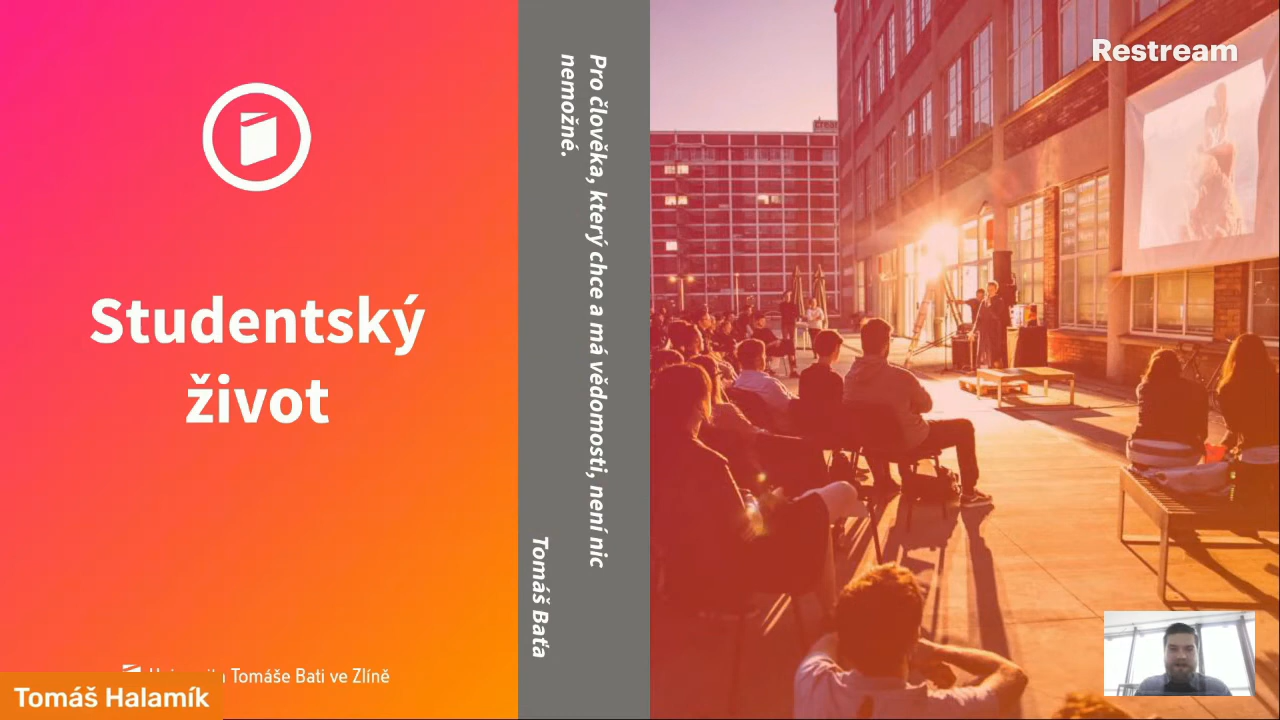 Studentský
život
Pro člověka, který chce a má vědomosti, není nic
nemožné.
Tomáš Baťa
Tomáše Bati ve Zlíně
Tomáš Halamík
Restream